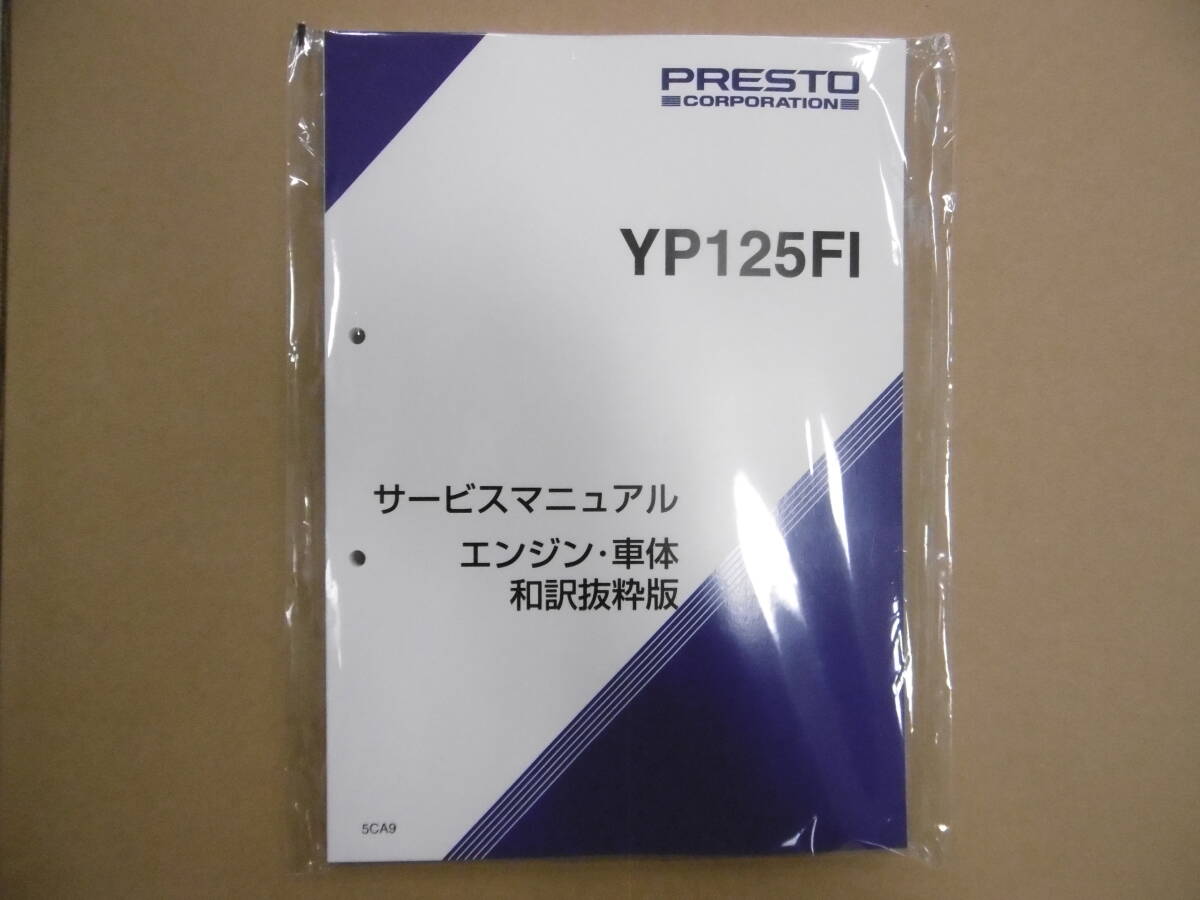 PRESTO
CORPORATION
YP125FI
サービスマニュアル
エンジン・車体
和訳抜粋版
5CA9